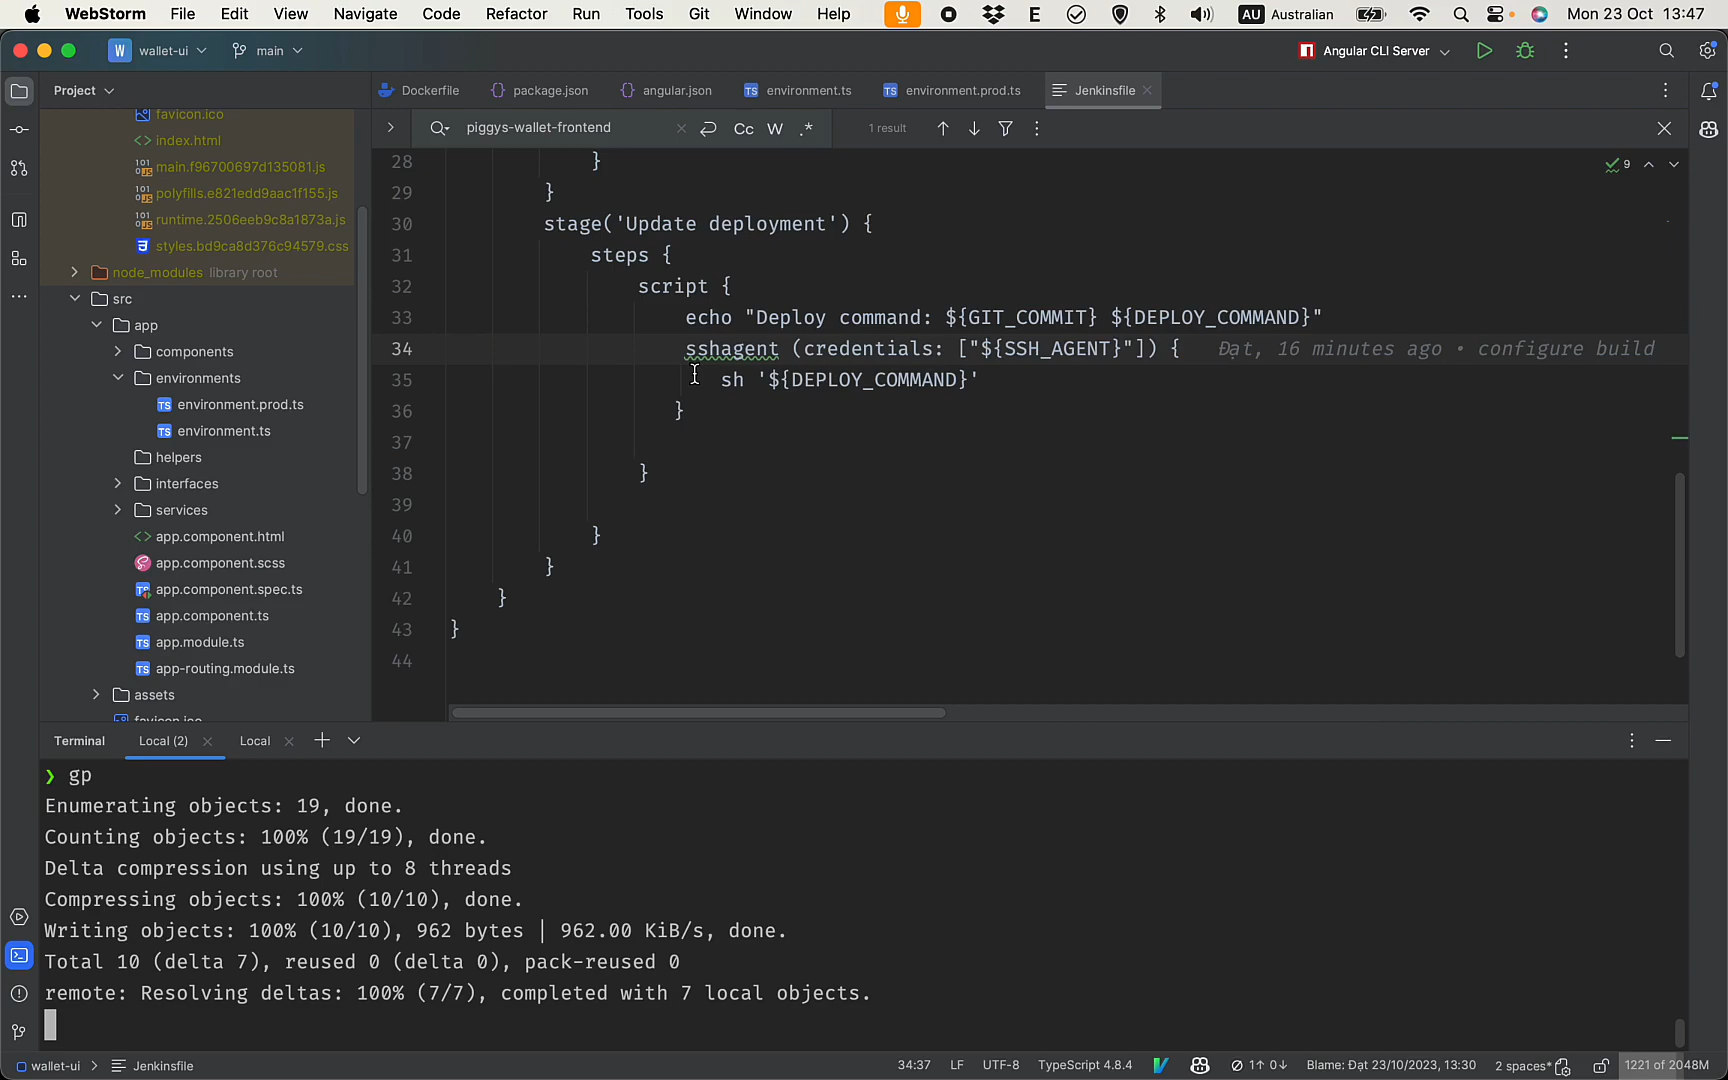 WebStorm File Edit View Navigate Code Refactor Run Tools Git Window Help E AU Australian Mon 23 Oct 13:47
W wallet-ui main Angular CLI Server
Project
Dockerfile package.json angular.json environment.ts environment.prod.ts Jenkinsfile
piggys-wallet-frontend Cc W .* 1 result
favicon.ico
index.html
main.f96700697d135081.js
polyfills.e821edd9aac1f155.js
runtime.2506eeb9c8a1873a.js
styles.bd9ca8d376c94579.css
node_modules library root
src
app
components
environments
environment.prod.ts
environment.ts
helpers
interfaces
services
app.component.html
app.component.scss
app.component.spec.ts
app.component.ts
app.module.ts
app-routing.module.ts
assets
favicon.ico
9
28 }
29 }
30 stage('Update deployment') {
31 steps {
32 script {
33 echo "Deploy command: ${GIT_COMMIT} ${DEPLOY_COMMAND}"
34 sshagent (credentials: ["${SSH_AGENT}"]) { Đạt, 16 minutes ago • configure build
35 sh '${DEPLOY_COMMAND}'
36 }
37
38 }
39
40 }
41 }
42 }
43 }
44
Terminal Local (2) Local
❯ gp
Enumerating objects: 19, done.
Counting objects: 100% (19/19), done.
Delta compression using up to 8 threads
Compressing objects: 100% (10/10), done.
Writing objects: 100% (10/10), 962 bytes | 962.00 KiB/s, done.
Total 10 (delta 7), reused 0 (delta 0), pack-reused 0
remote: Resolving deltas: 100% (7/7), completed with 7 local objects.
wallet-ui > Jenkinsfile 34:37 LF UTF-8 TypeScript 4.8.4 1↑ 0↓ Blame: Đạt 23/10/2023, 13:30 2 spaces* 1221 of 2048M